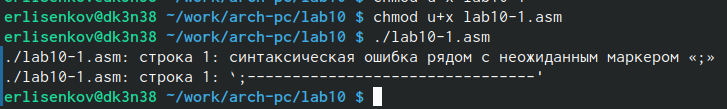 erlisenkov@dk3n38 ~/work/arch-pc/lab10 $ chmod u+x lab10-1.asm
erlisenkov@dk3n38 ~/work/arch-pc/lab10 $ ./lab10-1.asm
./lab10-1.asm: строка 1: синтаксическая ошибка рядом с неожиданным маркером «;»
./lab10-1.asm: строка 1: `;--------------------------------'
erlisenkov@dk3n38 ~/work/arch-pc/lab10 $